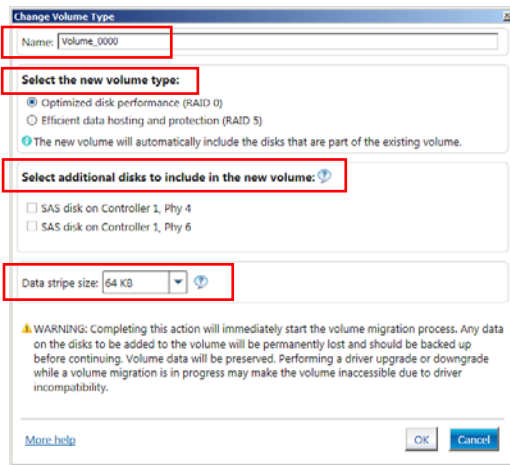 Change Volume Type
Name: Volume_0000
Select the new volume type:
Optimized disk performance (RAID 0)
Efficient data hosting and protection (RAID 5)
The new volume will automatically include the disks that are part of the existing volume.
Select additional disks to include in the new volume:
SAS disk on Controller 1, Phy 4
SAS disk on Controller 1, Phy 6
Data stripe size: 64 KB
WARNING: Completing this action will immediately start the volume migration process. Any data
on the disks to be added to the volume will be permanently lost and should be backed up
before continuing. Volume data will be preserved. Performing a driver upgrade or downgrade
while a volume migration is in progress may make the volume inaccessible due to driver
incompatibility.
More help
OK
Cancel